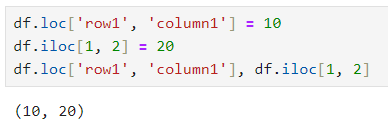 df.loc['row1', 'column1'] = 10
df.iloc[1, 2] = 20
df.loc['row1', 'column1'], df.iloc[1, 2]
(10, 20)